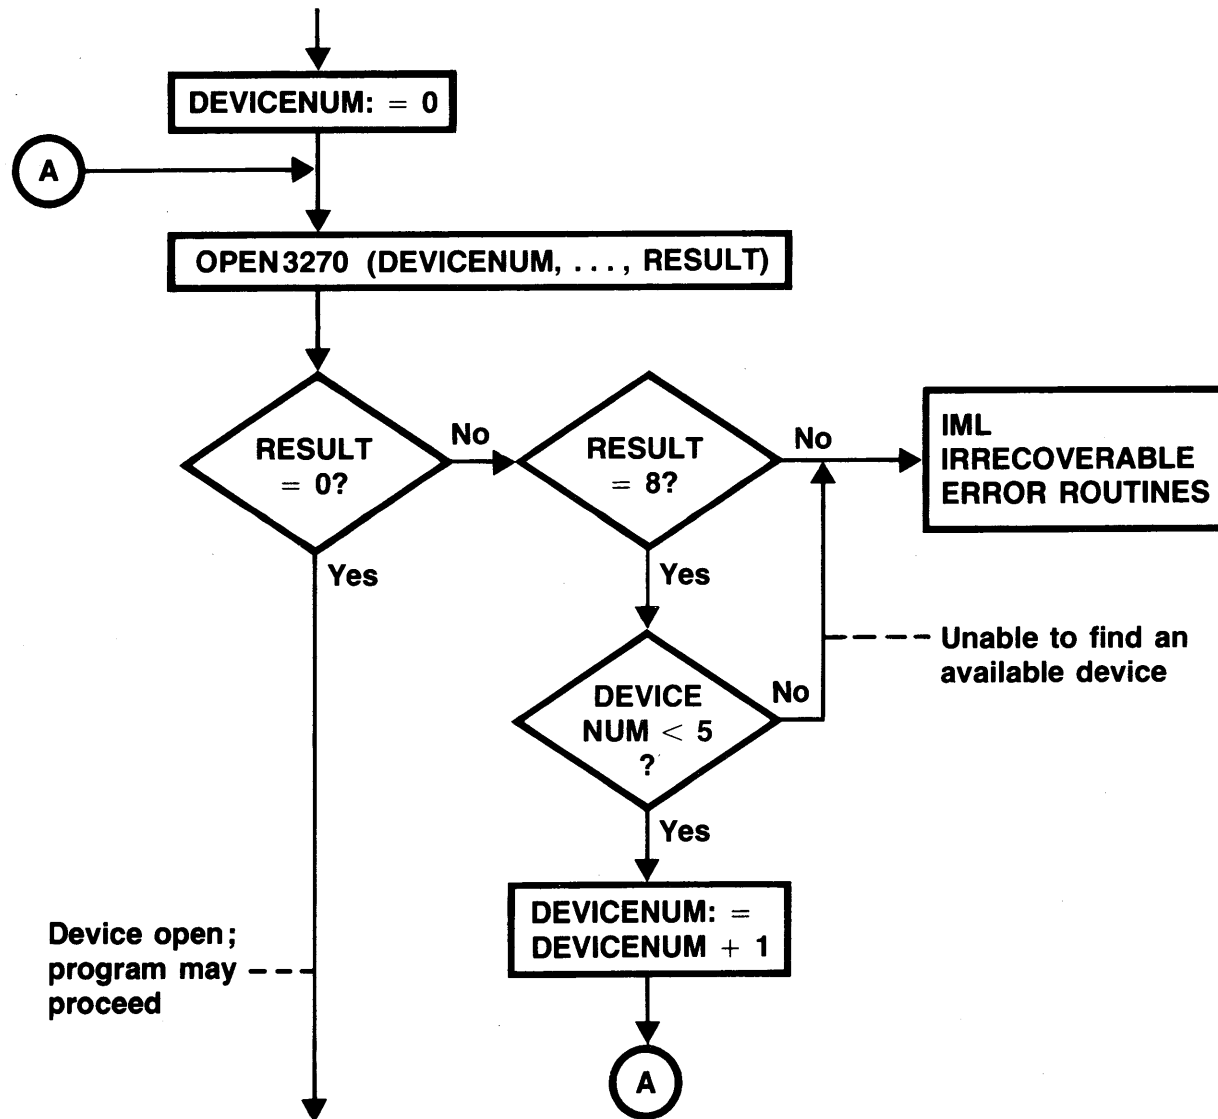 DEVICENUM: = 0
A
OPEN3270 (DEVICENUM, . . . , RESULT)
RESULT
= 0?
No
RESULT
= 8?
No
IML
IRRECOVERABLE
ERROR ROUTINES
Yes
Yes
Unable to find an
available device
DEVICE
NUM < 5
?
No
Yes
DEVICENUM: =
DEVICENUM + 1
Device open;
program may
proceed
A